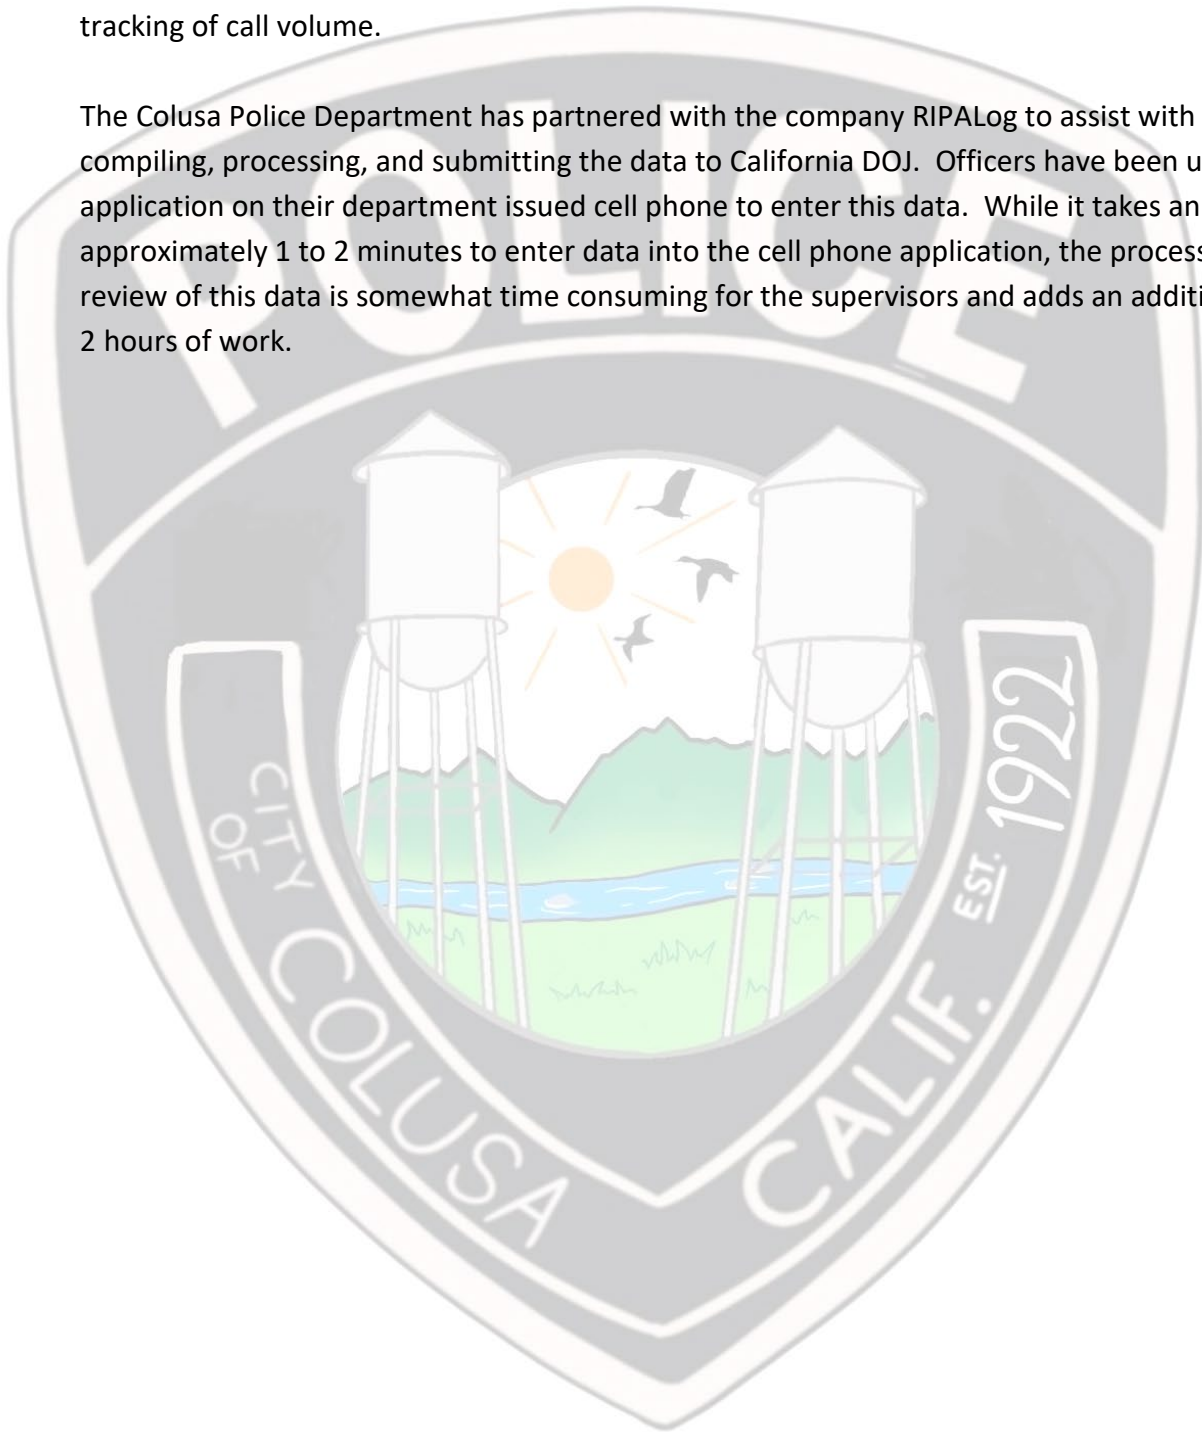 tracking of call volume.
The Colusa Police Department has partnered with the company RIPALog to assist with
compiling, processing, and submitting the data to California DOJ.  Officers have been u
application on their department issued cell phone to enter this data.  While it takes an
approximately 1 to 2 minutes to enter data into the cell phone application, the process
review of this data is somewhat time consuming for the supervisors and adds an additi
2 hours of work.
POLICE
CITY
OF
COLUSA
CALIF.
EST. 1922